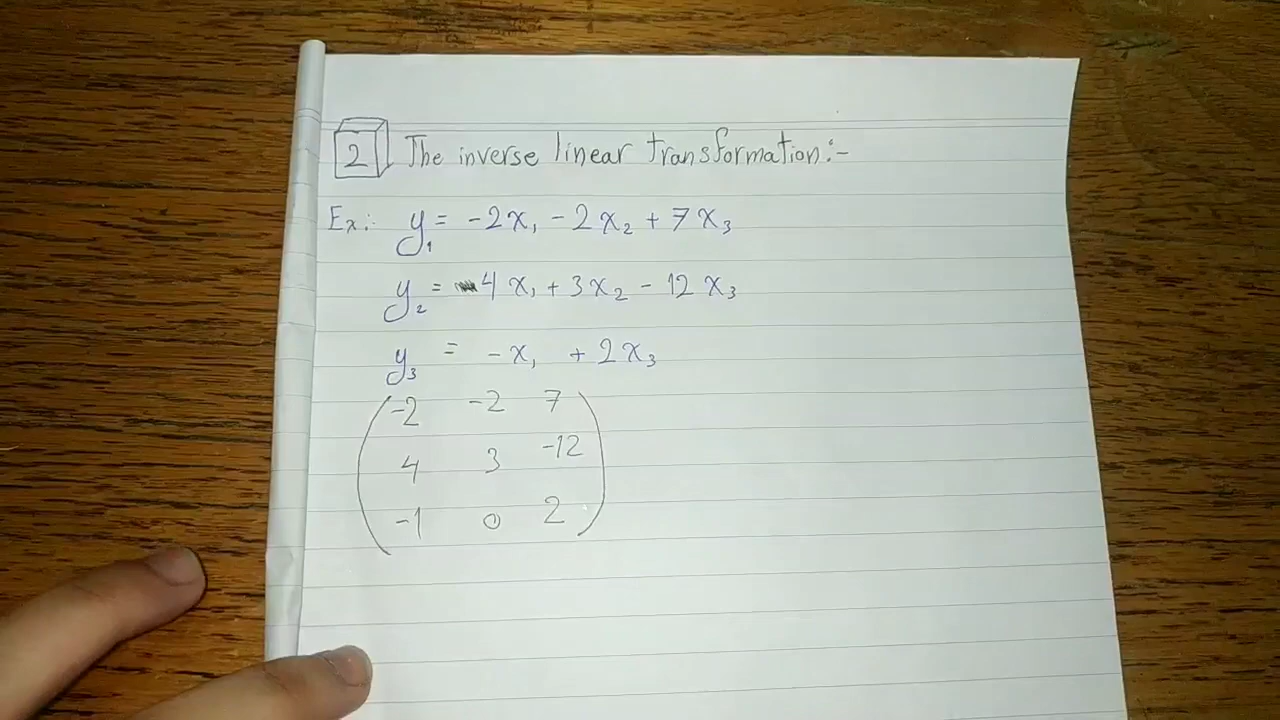 2 The inverse linear transformation:-
Ex:. y₁ = -2x₁ - 2x₂ + 7x₃
y₂ = 4x₁ + 3x₂ - 12x₃
y₃ = -x₁ + 2x₃
-2 -2 7
4 3 -12
-1 0 2